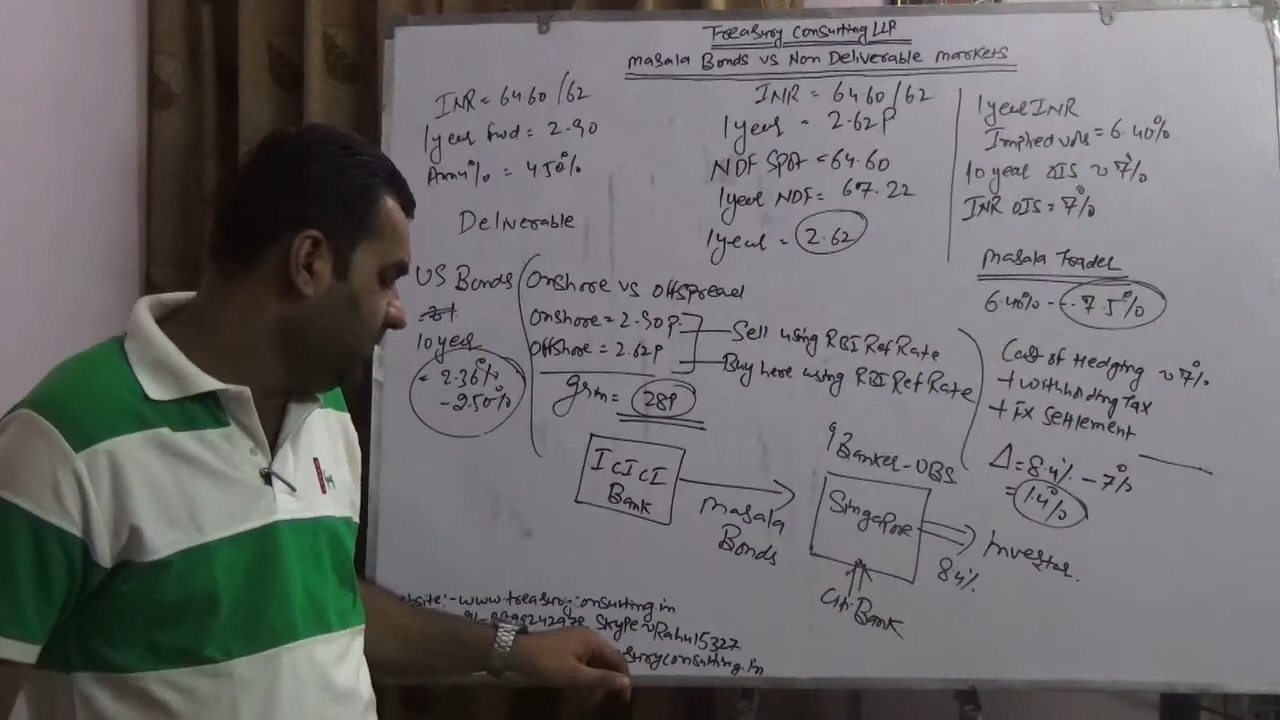 Treasury Consulting LLP
Masala Bonds vs Non Deliverable Markets
INR = 64.60/62
1 year Fwd = 2.90
Ann% = 4.50%
Deliverable
INR = 64.60/62
1 year = 2.62P
NDF SPOT = 64.60
1 year NDF = 67.22
1 year = 2.62
1 year INR
Implied vols = 6.40%
10 year OIS ~ 7%
INR OIS = 7%
Masala Trader
6.40% - 7.5%
US Bonds
10 year
= 2.36%
- 2.50%
Onshore vs Offspread
Onshore = 2.90P
Offshore = 2.62P
= 28P
Sell using RBI Ref Rate
Buy here using RBI Ref Rate
Cost of Hedging ~ 7%
+ withholding Tax
+ FX Settlement
Δ = 8.4% - 7%
= 1.4%
ICICI
Bank
Masala
Bonds
Banker - UBS
Singapore
8.4%
Investor
Citi Bank
www.treasuryconsulting.in
Skype ~ Rahul5327